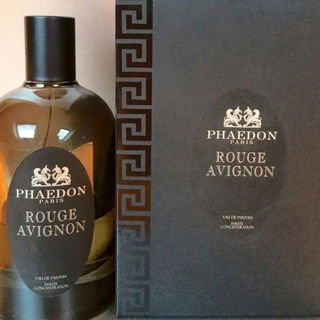 PHAEDON
PARIS
ROUGE
AVIGNON
EAU DE PARFUM
HAUTE
CONCENTRATION
PHAEDON
PARIS
ROUGE
AVIGNON
EAU DE PARFUM
HAUTE
CONCENTRATION